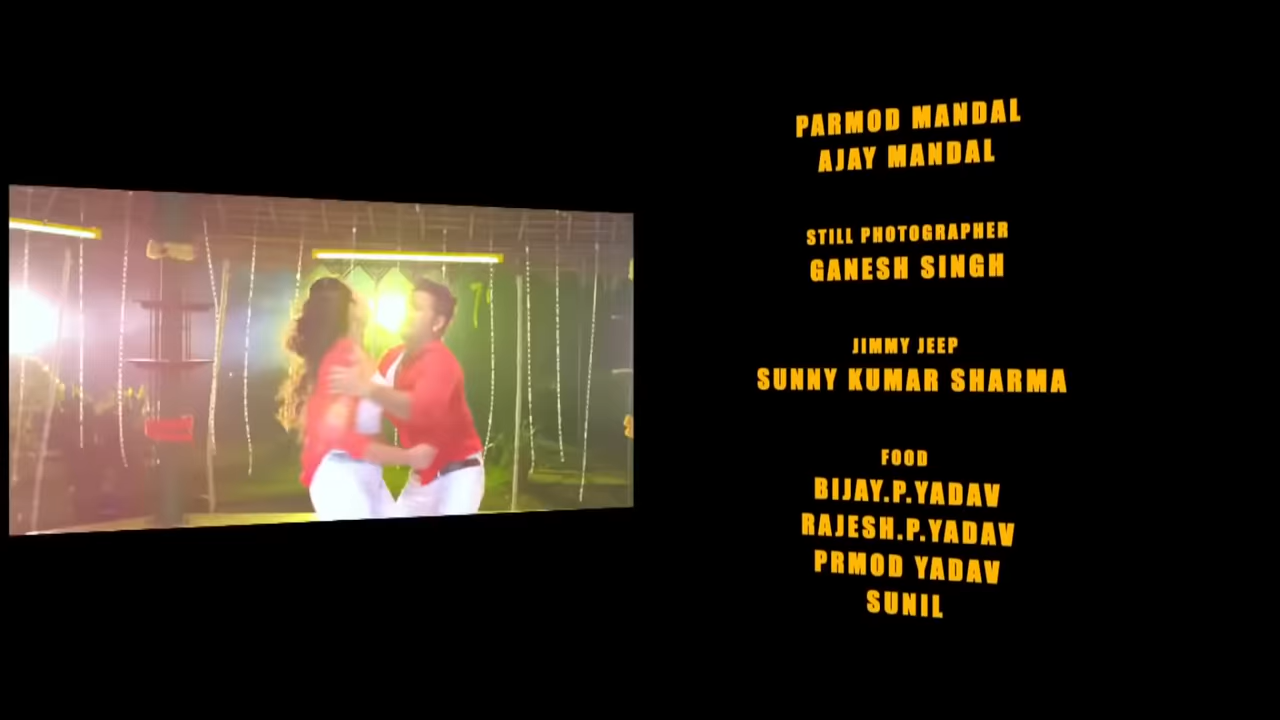 PARMOD MANDAL
AJAY MANDAL
STILL PHOTOGRAPHER
GANESH SINGH
JIMMY JEEP
SUNNY KUMAR SHARMA
FOOD
BIJAY.P.YADAV
RAJESH.P.YADAV
PRMOD YADAV
SUNIL